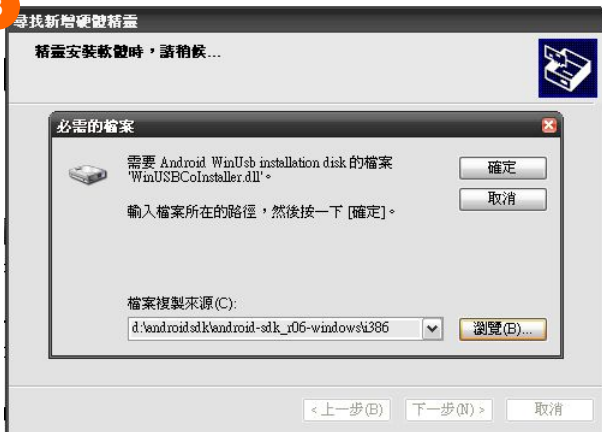 3
尋找新增硬體精靈
精靈安裝軟體時，請稍候...
必需的檔案
需要 Android WinUsb installation disk 的檔案
'WinUSBCoInstaller.dll'。
確定
取消
輸入檔案所在的路徑，然後按一下 [確定]。
檔案複製來源(C):
d:\androidsdk\android-sdk_r06-windows\i386
瀏覽(B)...
<上一步(B)
下一步(N)>
取消